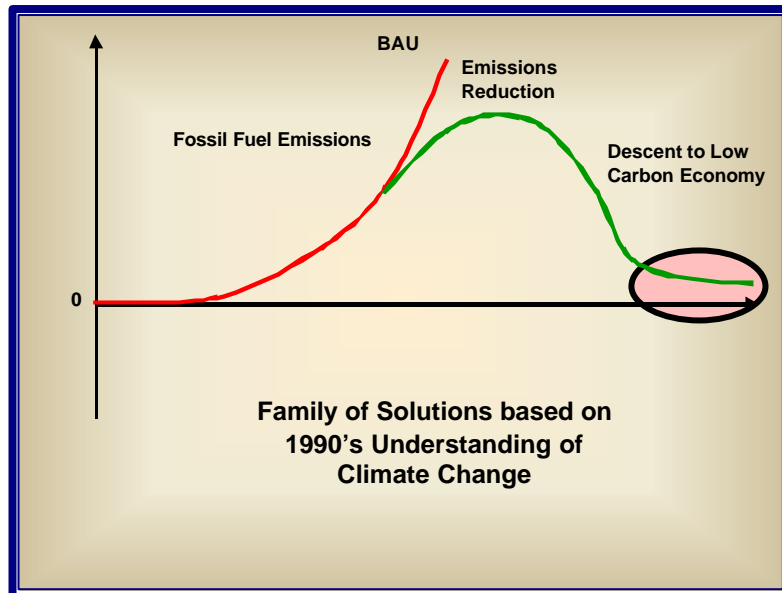 BAU
Emissions
Reduction
Fossil Fuel Emissions
Descent to Low
Carbon Economy
0
Family of Solutions based on
1990's Understanding of
Climate Change